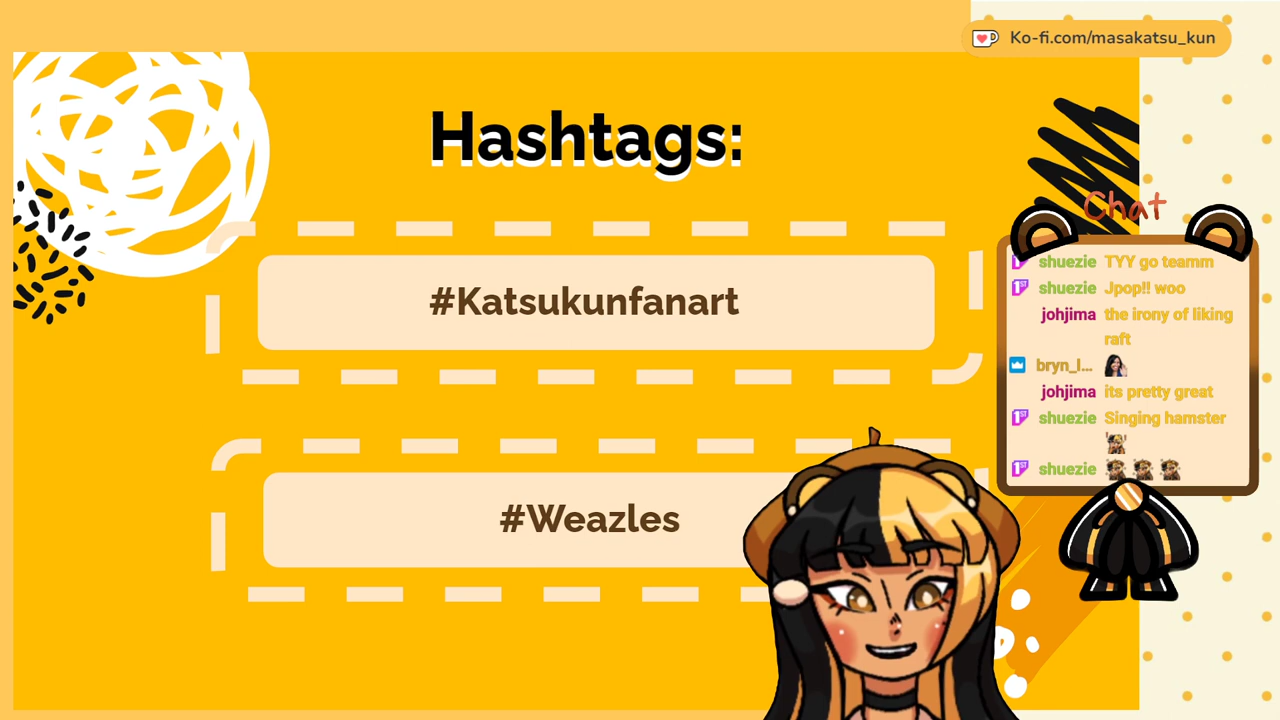 Ko-fi.com/masakatsu_kun
Hashtags:
#Katsukunfanart
#Weazles
Chat
shuezie TYY go teamm
shuezie Jpop!! woo
johjima the irony of liking
raft
bryn_l...
johjima its pretty great
shuezie Singing hamster
shuezie